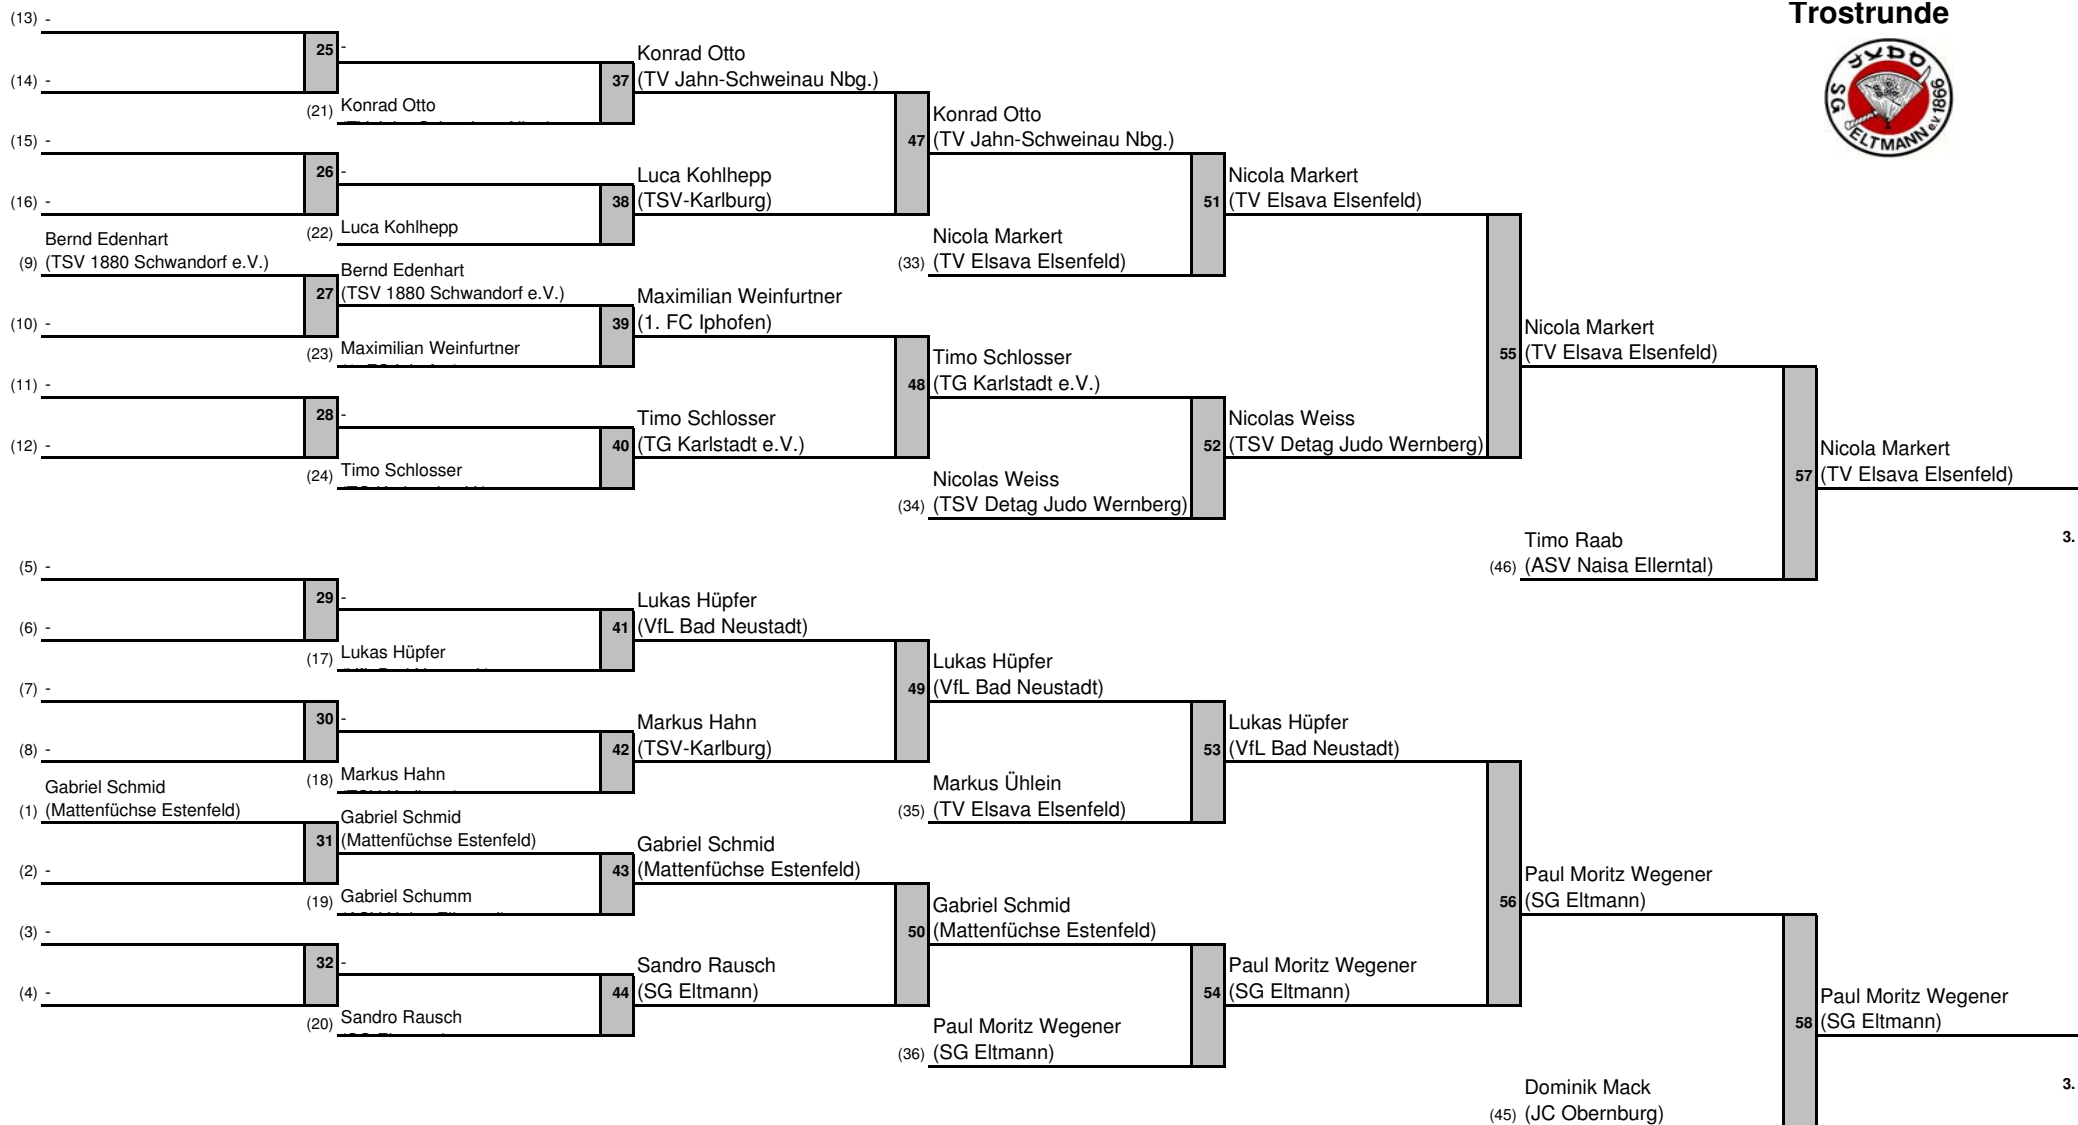 Trostrunde
JUDO
SG ELTMANN e.V. 1866
(13) -
25 -
(14) -
(21) Konrad Otto
37 Konrad Otto
(TV Jahn-Schweinau Nbg.)
(15) -
26 -
(16) -
(22) Luca Kohlhepp
38 Luca Kohlhepp
(TSV-Karlburg)
47 Konrad Otto
(TV Jahn-Schweinau Nbg.)
(33) Nicola Markert
(TV Elsava Elsenfeld)
51 Nicola Markert
(TV Elsava Elsenfeld)
(9) Bernd Edenhart
(TSV 1880 Schwandorf e.V.)
27 Bernd Edenhart
(TSV 1880 Schwandorf e.V.)
(10) -
(23) Maximilian Weinfurtner
39 Maximilian Weinfurtner
(1. FC Iphofen)
(11) -
28 -
(12) -
(24) Timo Schlosser
40 Timo Schlosser
(TG Karlstadt e.V.)
48 Timo Schlosser
(TG Karlstadt e.V.)
(34) Nicolas Weiss
(TSV Detag Judo Wernberg)
52 Nicolas Weiss
(TSV Detag Judo Wernberg)
55 Nicola Markert
(TV Elsava Elsenfeld)
(46) Timo Raab
(ASV Naisa Ellerntal)
57 Nicola Markert
(TV Elsava Elsenfeld)
3.
(5) -
29 -
(6) -
(17) Lukas Hüpfer
41 Lukas Hüpfer
(VfL Bad Neustadt)
(7) -
30 -
(8) -
(18) Markus Hahn
42 Markus Hahn
(TSV-Karlburg)
49 Lukas Hüpfer
(VfL Bad Neustadt)
(35) Markus Ühlein
(TV Elsava Elsenfeld)
53 Lukas Hüpfer
(VfL Bad Neustadt)
(1) Gabriel Schmid
(Mattenfüchse Estenfeld)
31 Gabriel Schmid
(Mattenfüchse Estenfeld)
(2) -
(19) Gabriel Schumm
43 Gabriel Schmid
(Mattenfüchse Estenfeld)
(3) -
32 -
(4) -
(20) Sandro Rausch
44 Sandro Rausch
(SG Eltmann)
50 Gabriel Schmid
(Mattenfüchse Estenfeld)
(36) Paul Moritz Wegener
(SG Eltmann)
54 Paul Moritz Wegener
(SG Eltmann)
56 Paul Moritz Wegener
(SG Eltmann)
(45) Dominik Mack
(JC Obernburg)
58 Paul Moritz Wegener
(SG Eltmann)
3.